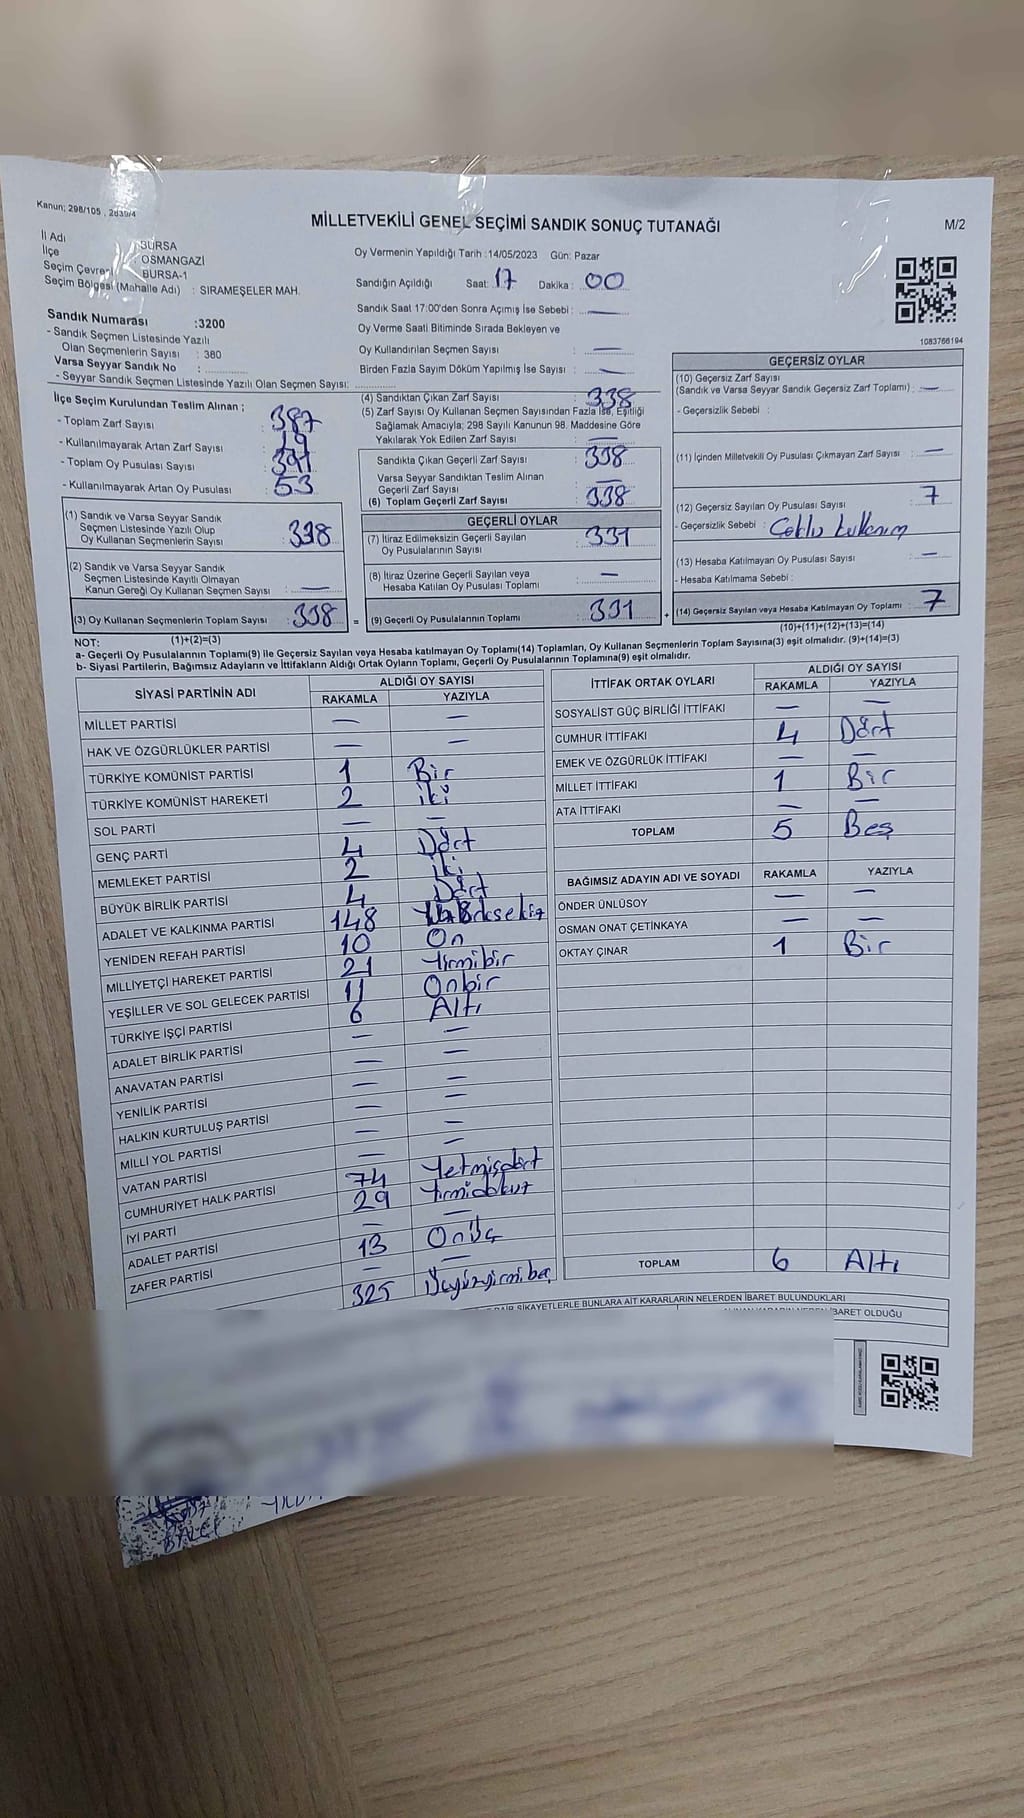 Kanun; 298/105 , 2839/4
MİLLETVEKİLİ GENEL SEÇİMİ SANDIK SONUÇ TUTANAĞI
M/2
İl Adı : BURSA
İlçe : OSMANGAZİ
Seçim Çevresi : BURSA-1
Seçim Bölgesi (Mahalle Adı) : SIRAMEŞELER MAH.
Sandık Numarası :3200
- Sandık Seçmen Listesinde Yazılı
Olan Seçmenlerin Sayısı : 380
Varsa Seyyar Sandık No :
- Seyyar Sandık Seçmen Listesinde Yazılı Olan Seçmen Sayısı:
Oy Vermenin Yapıldığı Tarih :14/05/2023 Gün: Pazar
Sandığın Açıldığı Saat: 17 Dakika : 00
Sandık Saat 17:00'den Sonra Açımış İse Sebebi : —
Oy Verme Saati Bitiminde Sırada Bekleyen ve
Oy Kullandırılan Seçmen Sayısı : —
Birden Fazla Sayım Döküm Yapılmış İse Sayısı : —
1083766194
İlçe Seçim Kurulundan Teslim Alınan ;
- Toplam Zarf Sayısı : 387
- Kullanılmayarak Artan Zarf Sayısı :
- Toplam Oy Pusulası Sayısı : 391
- Kullanılmayarak Artan Oy Pusulası : 53
(1) Sandık ve Varsa Seyyar Sandık
Seçmen Listesinde Yazılı Olup
Oy Kullanan Seçmenlerin Sayısı : 338
(2) Sandık ve Varsa Seyyar Sandık
Seçmen Listesinde Kayıtlı Olmayan
Kanun Gereği Oy Kullanan Seçmen Sayısı : —
(3) Oy Kullanan Seçmenlerin Toplam Sayısı : 338 =
(1)+(2)=(3)
(4) Sandıktan Çıkan Zarf Sayısı : 338
(5) Zarf Sayısı Oy Kullanan Seçmen Sayısından Fazla İse, Eşitliği
Sağlamak Amacıyla; 298 Sayılı Kanunun 98. Maddesine Göre
Yakılarak Yok Edilen Zarf Sayısı : —
Sandıkta Çıkan Geçerli Zarf Sayısı : 338
Varsa Seyyar Sandıktan Teslim Alınan
Geçerli Zarf Sayısı : —
(6) Toplam Geçerli Zarf Sayısı : 338
GEÇERLİ OYLAR
(7) İtiraz Edilmeksizin Geçerli Sayılan
Oy Pusulalarının Sayısı : 331
(8) İtiraz Üzerine Geçerli Sayılan veya
Hesaba Katılan Oy Pusulası Toplamı : —
(9) Geçerli Oy Pusulalarının Toplamı : 331 +
GEÇERSİZ OYLAR
(10) Geçersiz Zarf Sayısı
(Sandık ve Varsa Seyyar Sandık Geçersiz Zarf Toplamı) : —
- Geçersizlik Sebebi :
(11) İçinden Milletvekili Oy Pusulası Çıkmayan Zarf Sayısı : —
(12) Geçersiz Sayılan Oy Pusulası Sayısı : 7
- Geçersizlik Sebebi : Çoklu kullanım
(13) Hesaba Katılmayan Oy Pusulası Sayısı : —
- Hesaba Katılmama Sebebi :
(14) Geçersiz Sayılan veya Hesaba Katılmayan Oy Toplamı : 7
(10)+(11)+(12)+(13)=(14)
NOT:
a- Geçerli Oy Pusulalarının Toplamı(9) ile Geçersiz Sayılan veya Hesaba katılmayan Oy Toplamı(14) Toplamları, Oy Kullanan Seçmenlerin Toplam Sayısına(3) eşit olmalıdır. (9)+(14)=(3)
b- Siyasi Partilerin, Bağımsız Adayların ve İttifakların Aldığı Ortak Oyların Toplamı, Geçerli Oy Pusulalarının Toplamına(9) eşit olmalıdır.
SİYASİ PARTİNİN ADI ALDIĞI OY SAYISI
RAKAMLA YAZIYLA
MİLLET PARTİSİ — —
HAK VE ÖZGÜRLÜKLER PARTİSİ — —
TÜRKİYE KOMÜNİST PARTİSİ 1 Bir
TÜRKİYE KOMÜNİST HAREKETİ 2 İki
SOL PARTİ — —
GENÇ PARTİ 4 Dört
MEMLEKET PARTİSİ 2 İki
BÜYÜK BİRLİK PARTİSİ 4 Dört
ADALET VE KALKINMA PARTİSİ 148
YENİDEN REFAH PARTİSİ 10 On
MİLLİYETÇİ HAREKET PARTİSİ 21 Yirmibir
YEŞİLLER VE SOL GELECEK PARTİSİ 11 Onbir
TÜRKİYE İŞÇİ PARTİSİ 6 Altı
ADALET BİRLİK PARTİSİ — —
ANAVATAN PARTİSİ — —
YENİLİK PARTİSİ — —
HALKIN KURTULUŞ PARTİSİ — —
MİLLİ YOL PARTİSİ — —
VATAN PARTİSİ — —
CUMHURİYET HALK PARTİSİ 74 Yetmişdört
İYİ PARTİ 29 Yirmidokuz
ADALET PARTİSİ — —
ZAFER PARTİSİ 13 Onüç
— —
325 Üçyüzyirmibeş
İTTİFAK ORTAK OYLARI ALDIĞI OY SAYISI
RAKAMLA YAZIYLA
SOSYALİST GÜÇ BİRLİĞİ İTTİFAKI — —
CUMHUR İTTİFAKI 4 Dört
EMEK VE ÖZGÜRLÜK İTTİFAKI — —
MİLLET İTTİFAKI 1 Bir
ATA İTTİFAKI — —
TOPLAM 5 Beş
BAĞIMSIZ ADAYIN ADI VE SOYADI RAKAMLA YAZIYLA
ÖNDER ÜNLÜSOY — —
OSMAN ONAT ÇETİNKAYA — —
OKTAY ÇINAR 1 Bir
TOPLAM 6 Altı
ŞİKAYETLERLE BUNLARA AİT KARARLARIN NELERDEN İBARET BULUNDUKLARI
İBARET OLDUĞU